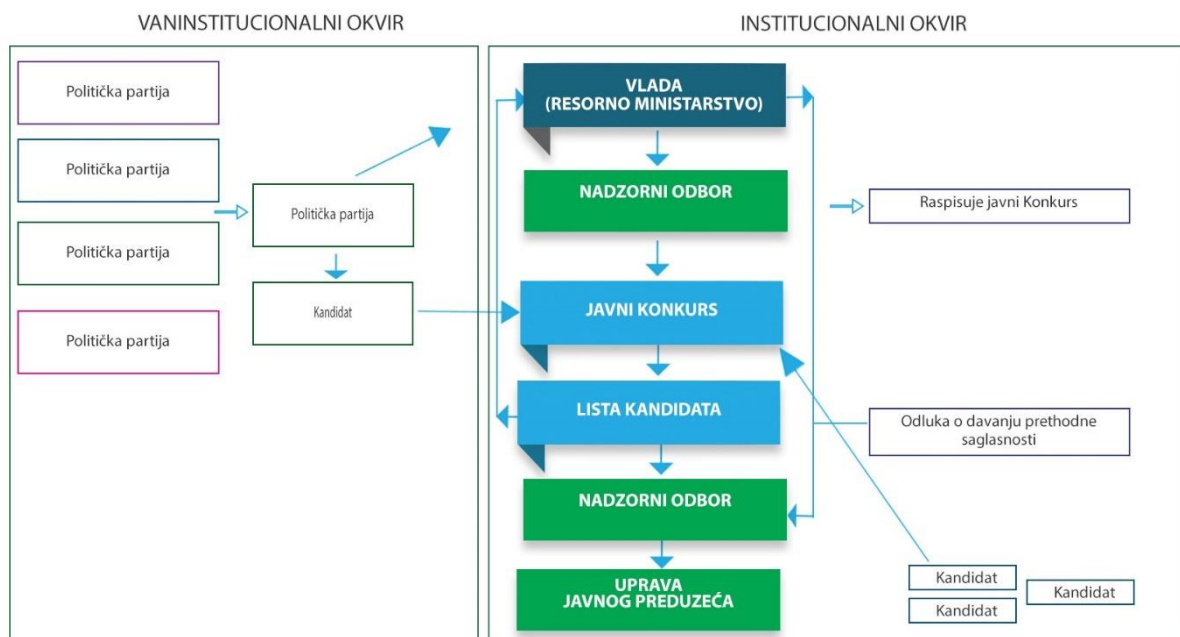 VANINSTITUCIONALNI OKVIR
Politička partija
Politička partija
Politička partija
Politička partija
Politička partija
Kandidat
INSTITUCIONALNI OKVIR
VLADA
(RESORNO MINISTARSTVO)
NADZORNI ODBOR
JAVNI KONKURS
LISTA KANDIDATA
NADZORNI ODBOR
UPRAVA
JAVNOG PREDUZEĆA
Raspisuje javni Konkurs
Odluka o davanju prethodne
saglasnosti
Kandidat
Kandidat
Kandidat